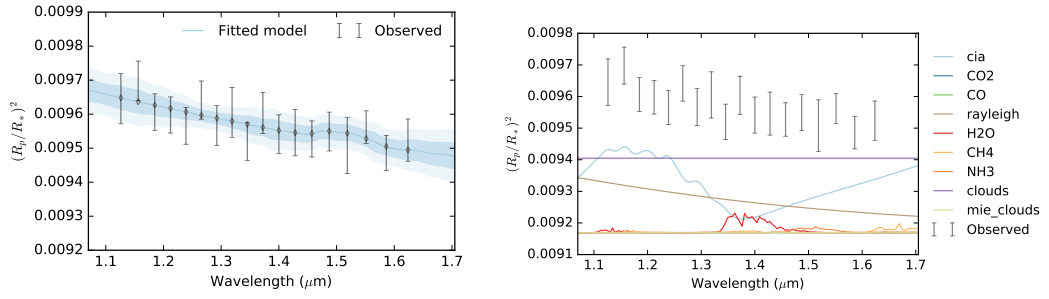 0.0099
0.0098
0.0097
0.0096
0.0095
0.0094
0.0093
0.0092
(Rp/R*)²
Fitted model
Observed
1.1 1.2 1.3 1.4 1.5 1.6 1.7
Wavelength (μm)
0.0098
0.0097
0.0096
0.0095
0.0094
0.0093
0.0092
0.0091
(Rp/R*)²
1.1 1.2 1.3 1.4 1.5 1.6 1.7
Wavelength (μm)
cia
CO2
CO
rayleigh
H2O
CH4
NH3
clouds
mie_clouds
Observed